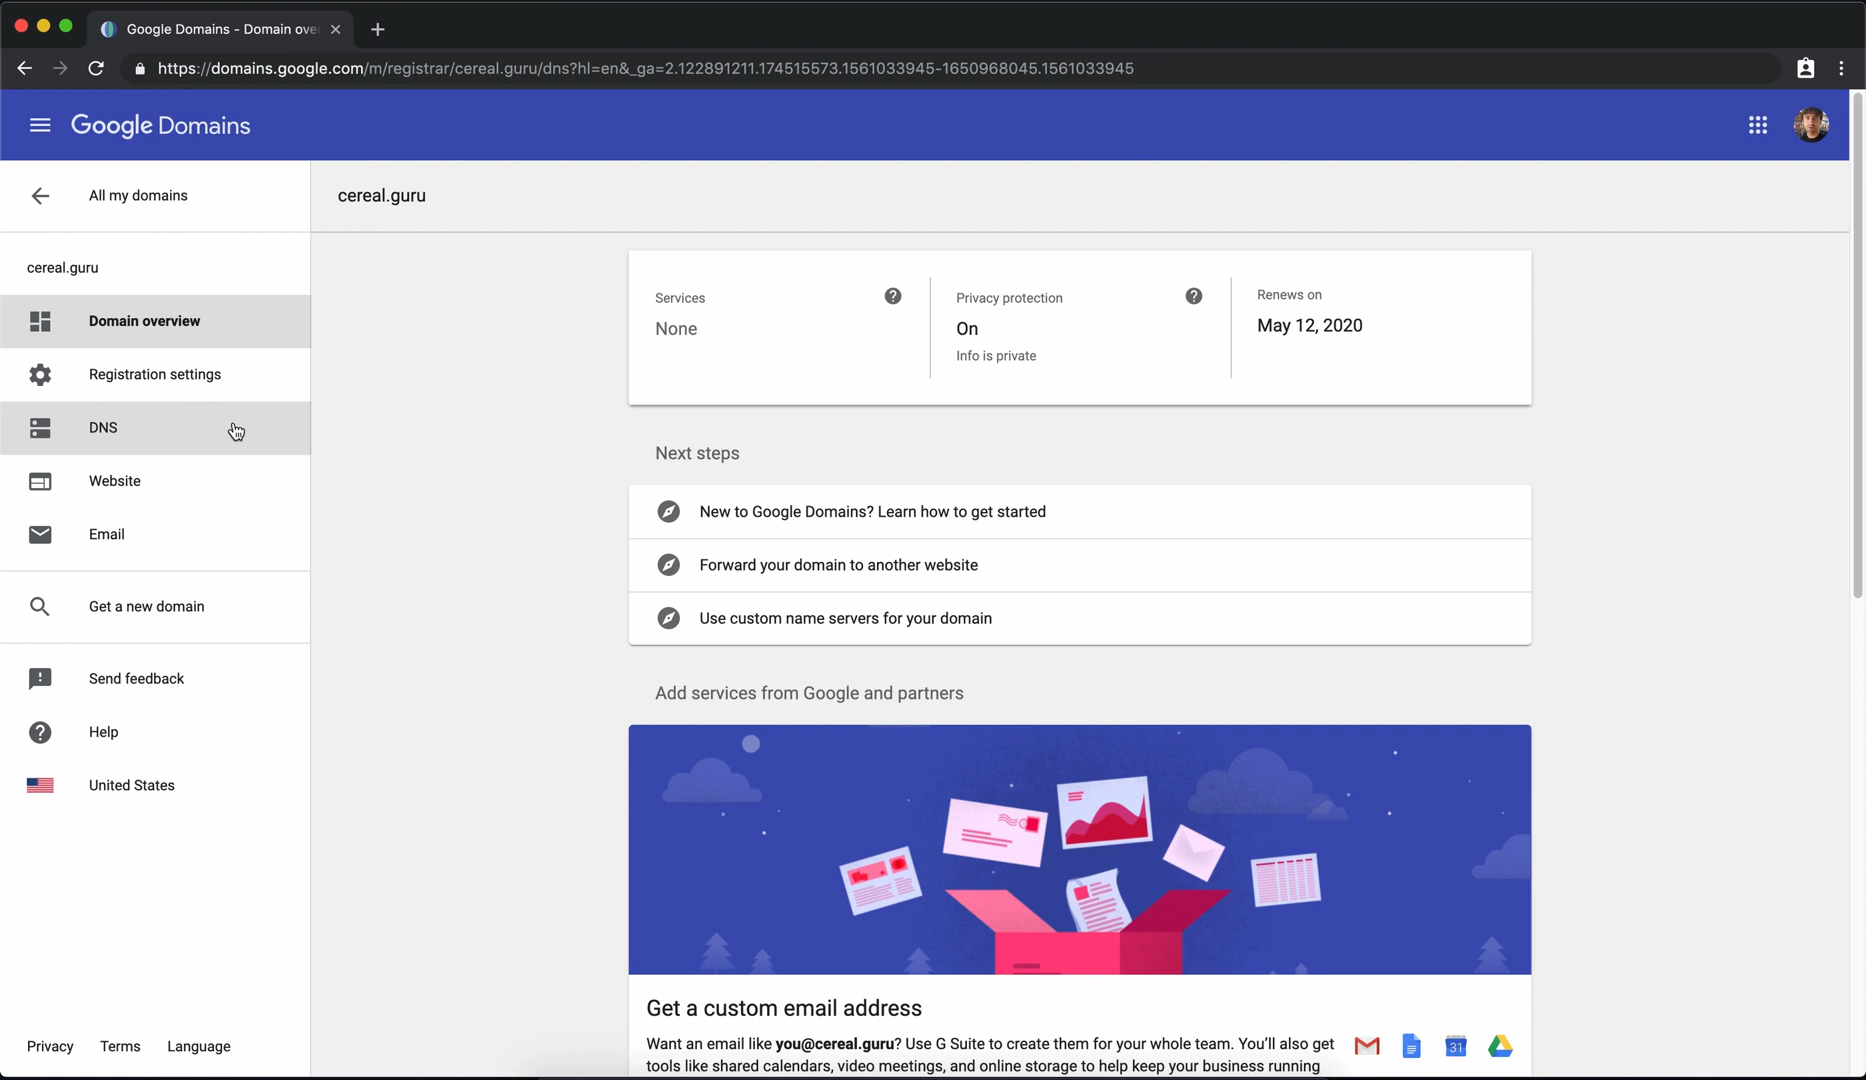 Google Domains - Domain ove
https://domains.google.com/m/registrar/cereal.guru/dns?hl=en&_ga=2.122891211.174515573.1561033945-1650968045.1561033945
Google Domains
All my domains
cereal.guru
cereal.guru
Domain overview
Registration settings
DNS
Website
Email
Get a new domain
Send feedback
Help
United States
Privacy Terms Language
Services
None
Privacy protection
On
Info is private
Renews on
May 12, 2020
Next steps
New to Google Domains? Learn how to get started
Forward your domain to another website
Use custom name servers for your domain
Add services from Google and partners
Get a custom email address
Want an email like you@cereal.guru? Use G Suite to create them for your whole team. You'll also get
tools like shared calendars, video meetings, and online storage to help keep your business running
31